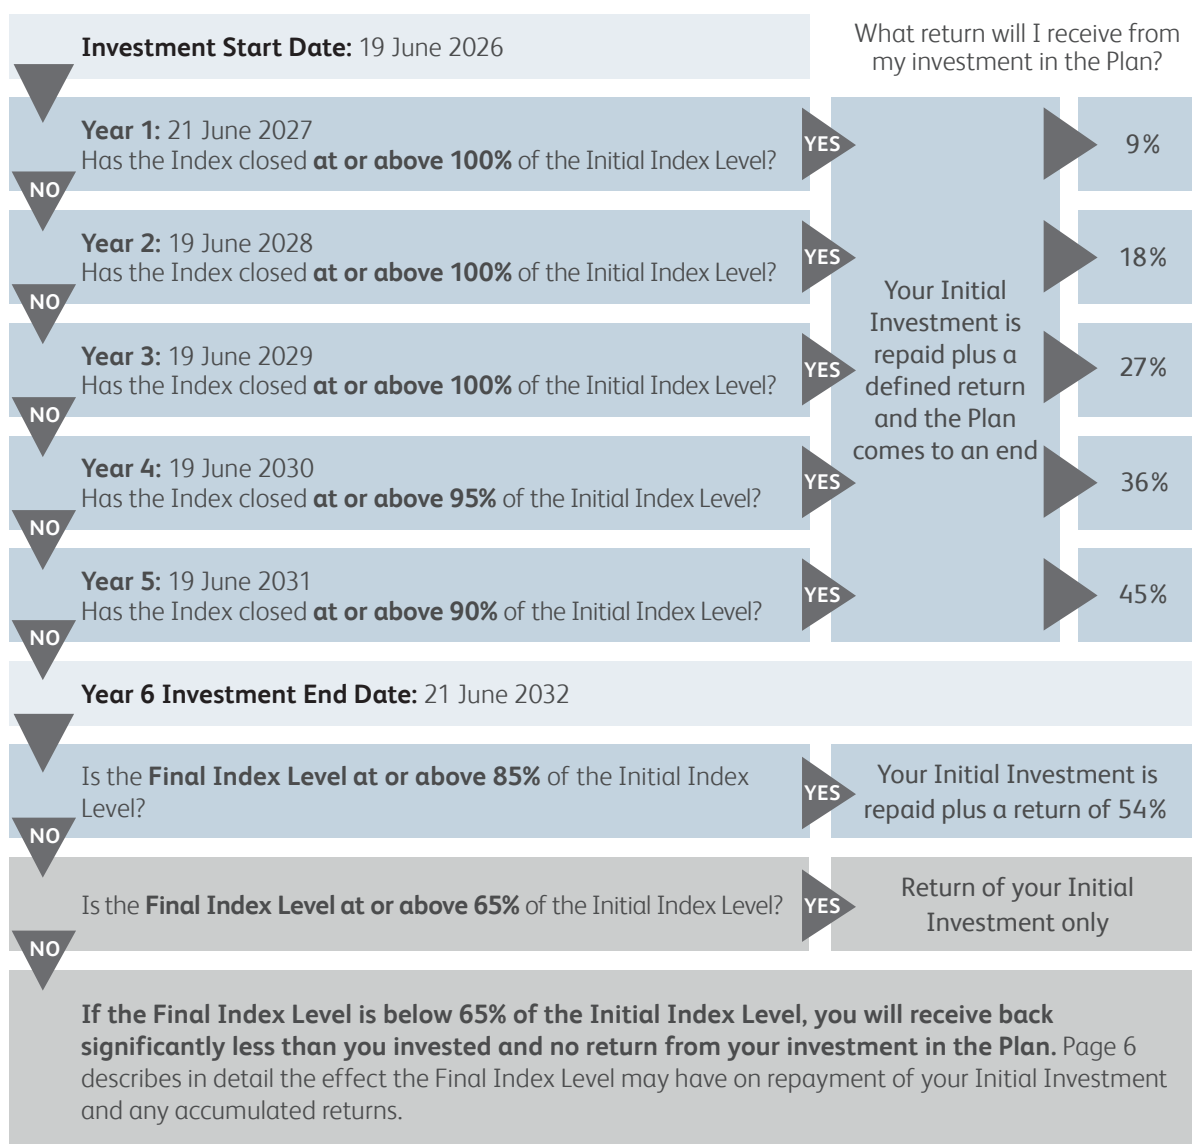 Investment Start Date: 19 June 2026
What return will I receive from
my investment in the Plan?
Year 1: 21 June 2027
Has the Index closed at or above 100% of the Initial Index Level?
YES
9%
NO
Year 2: 19 June 2028
Has the Index closed at or above 100% of the Initial Index Level?
YES
18%
NO
Year 3: 19 June 2029
Has the Index closed at or above 100% of the Initial Index Level?
YES
27%
NO
Year 4: 19 June 2030
Has the Index closed at or above 95% of the Initial Index Level?
YES
36%
NO
Year 5: 19 June 2031
Has the Index closed at or above 90% of the Initial Index Level?
YES
45%
NO
Your Initial
Investment is
repaid plus a
defined return
and the Plan
comes to an end
Year 6 Investment End Date: 21 June 2032
Is the Final Index Level at or above 85% of the Initial Index
Level?
YES
Your Initial Investment is
repaid plus a return of 54%
NO
Is the Final Index Level at or above 65% of the Initial Index Level?
YES
Return of your Initial
Investment only
NO
If the Final Index Level is below 65% of the Initial Index Level, you will receive back
significantly less than you invested and no return from your investment in the Plan. Page 6
describes in detail the effect the Final Index Level may have on repayment of your Initial Investment
and any accumulated returns.